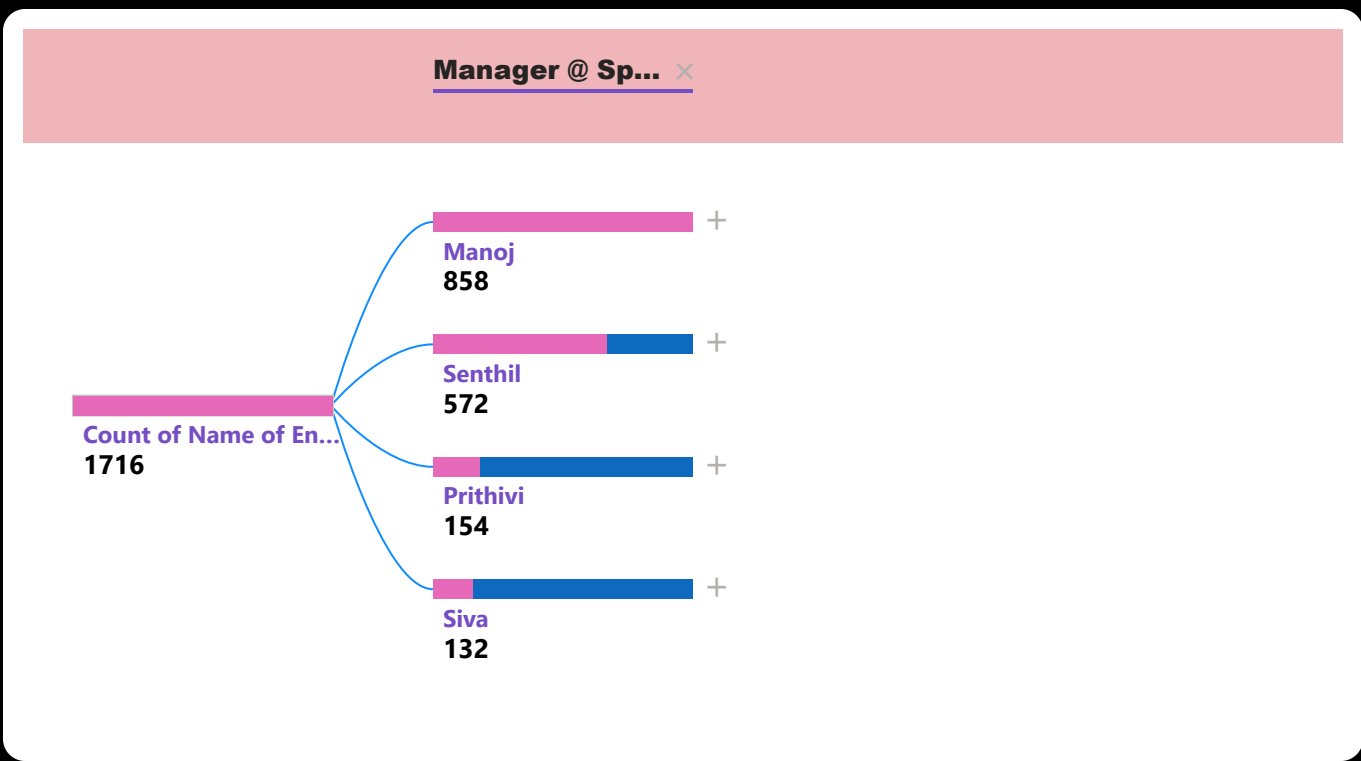 Manager @ Sp...
Manoj
858
Senthil
572
Count of Name of En...
1716
Prithivi
154
Siva
132